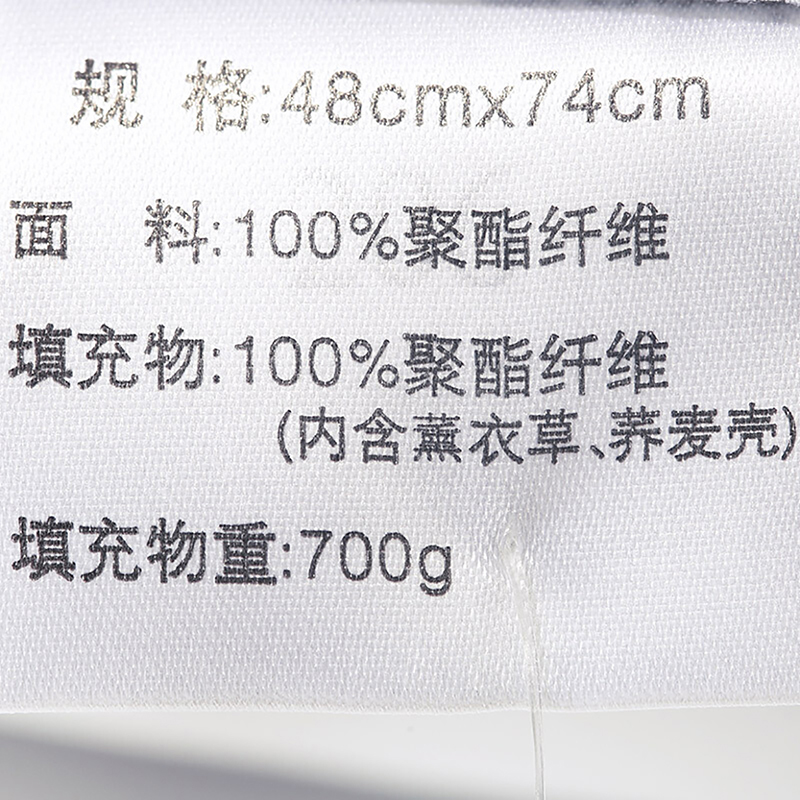 规 格:48cmx74cm
面 料:100%聚酯纤维
填充物:100%聚酯纤维
(内含薰衣草、荞麦壳)
填充物重:700g